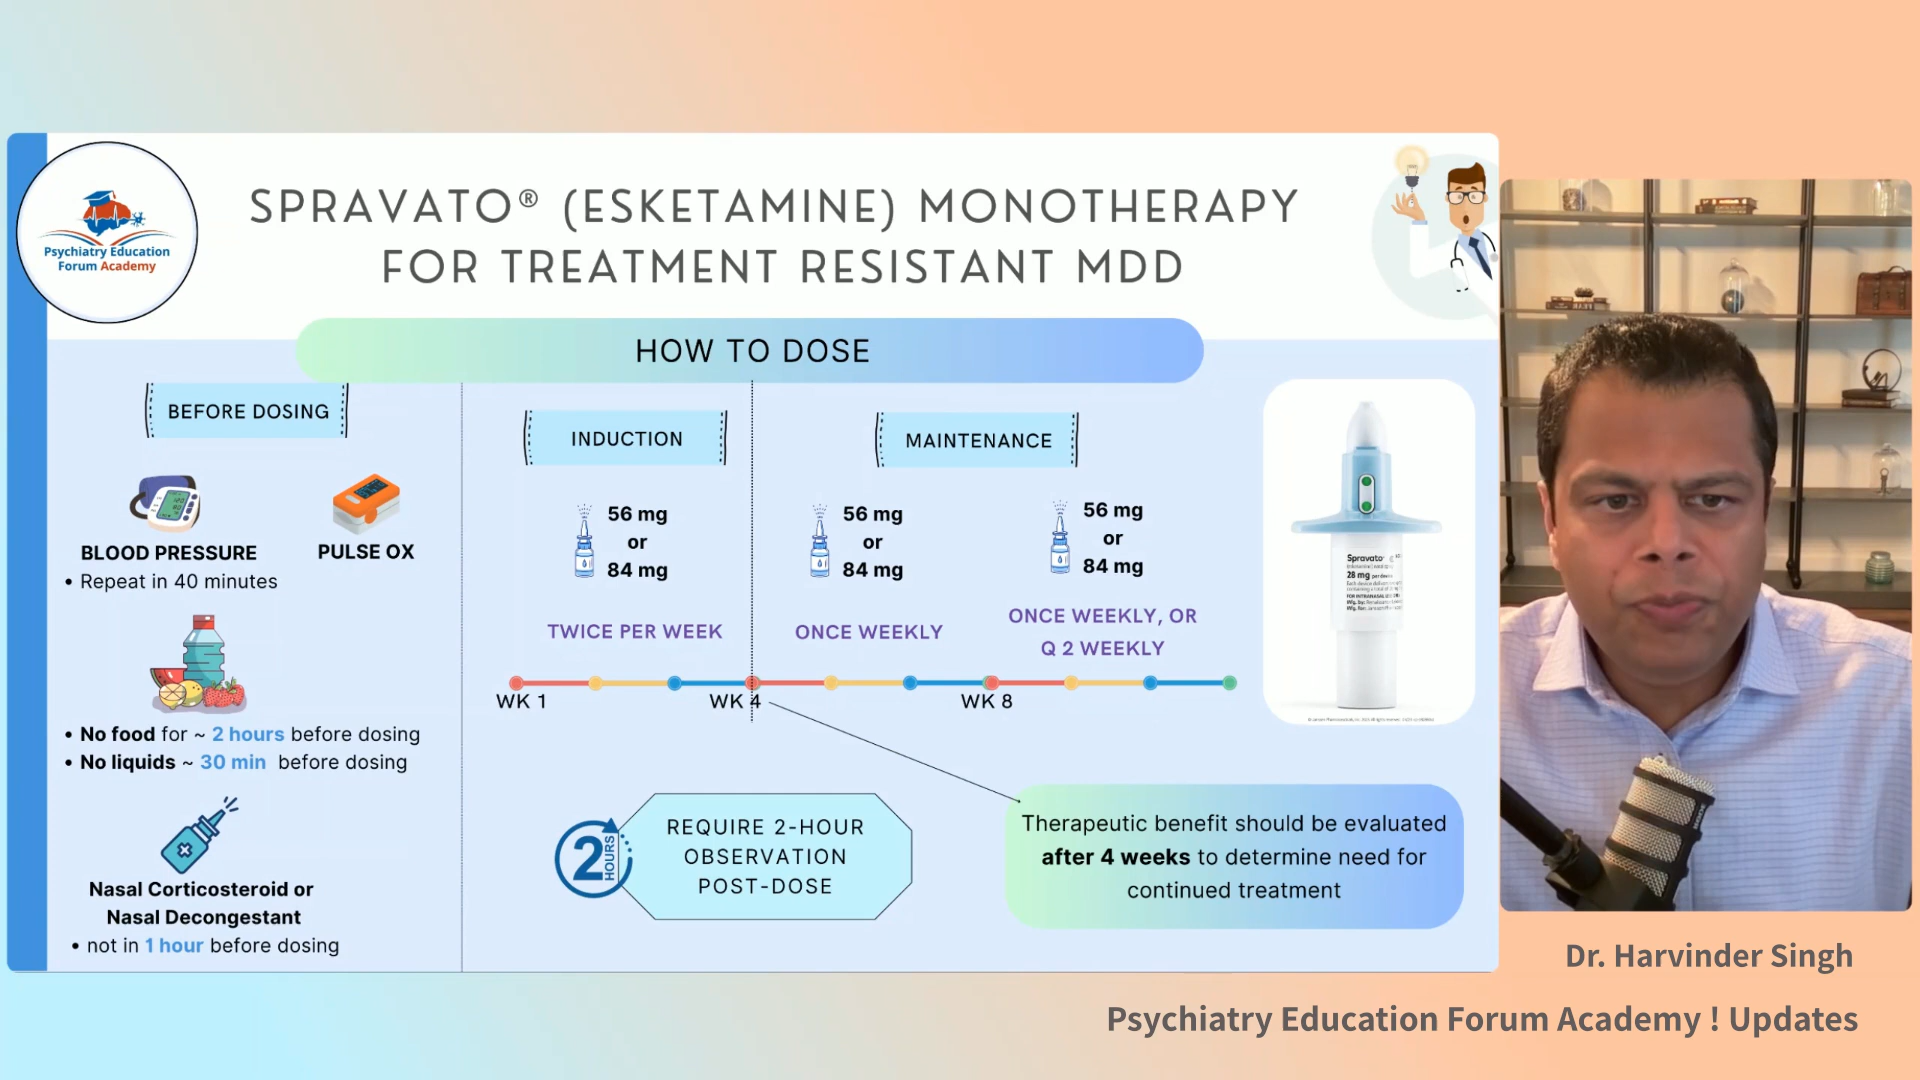 Psychiatry Education
Forum Academy
SPRAVATO® (ESKETAMINE) MONOTHERAPY
FOR TREATMENT RESISTANT MDD
HOW TO DOSE
BEFORE DOSING
BLOOD PRESSURE
• Repeat in 40 minutes
PULSE OX
• No food for ~ 2 hours before dosing
• No liquids ~ 30 min before dosing
Nasal Corticosteroid or
Nasal Decongestant
• not in 1 hour before dosing
INDUCTION
56 mg
or
84 mg
TWICE PER WEEK
MAINTENANCE
56 mg
or
84 mg
ONCE WEEKLY
56 mg
or
84 mg
ONCE WEEKLY, OR
Q 2 WEEKLY
WK 1
WK 4
WK 8
2 HOURS
REQUIRE 2-HOUR
OBSERVATION
POST-DOSE
Therapeutic benefit should be evaluated
after 4 weeks to determine need for
continued treatment
Spravato
28 mg per device
Dr. Harvinder Singh
Psychiatry Education Forum Academy ! Updates